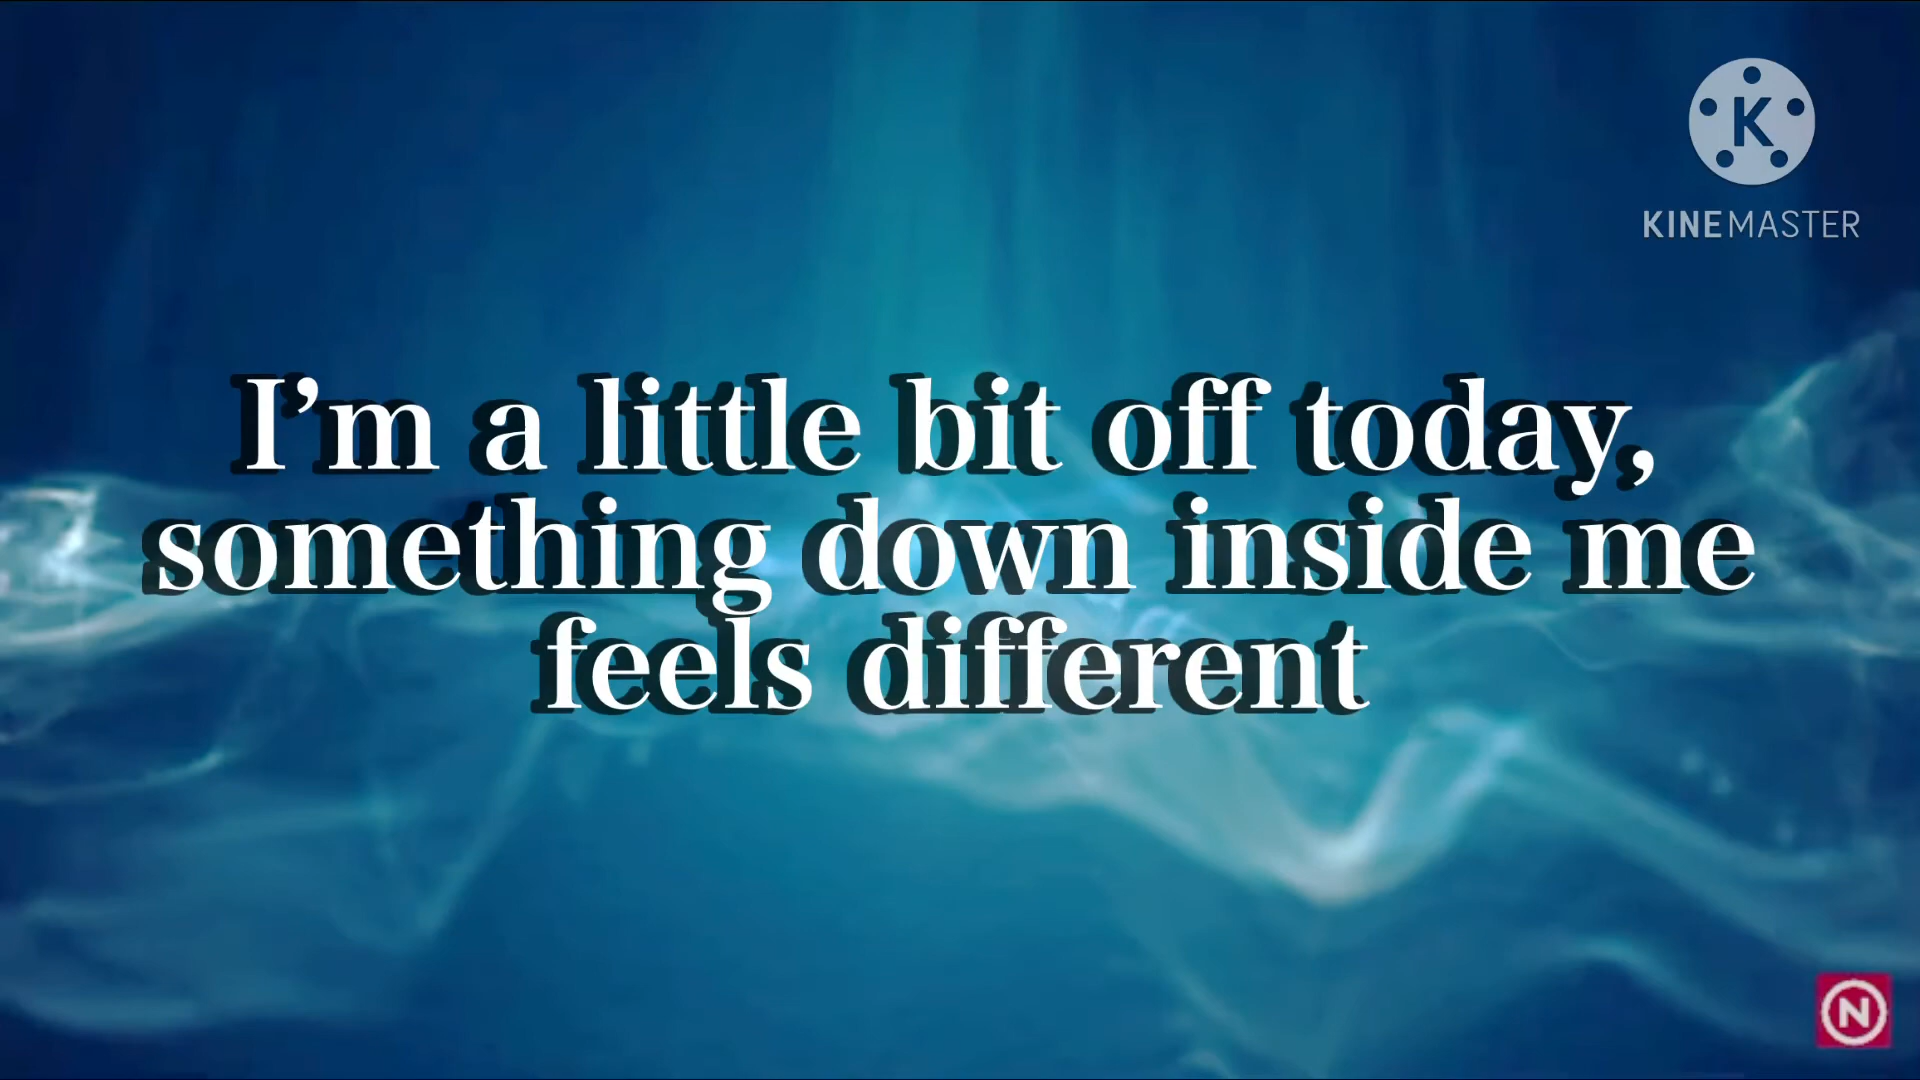 K
KINEMASTER
I’m a little bit off today,
something down inside me
feels different
N